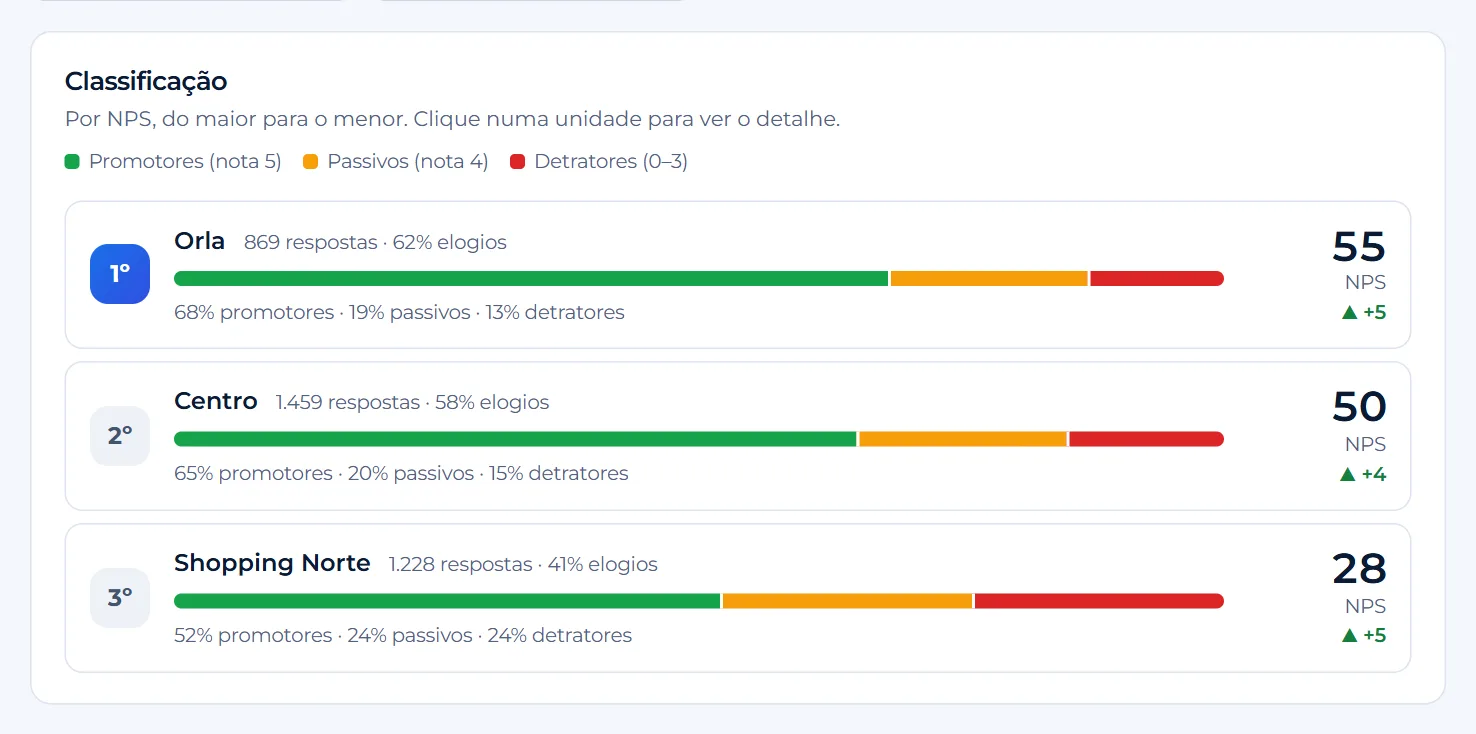 Classificação
Por NPS, do maior para o menor. Clique numa unidade para ver o detalhe.
Promotores (nota 5) Passivos (nota 4) Detratores (0–3)
1º
Orla 869 respostas · 62% elogios
68% promotores · 19% passivos · 13% detratores
55
NPS
▲ +5
2º
Centro 1.459 respostas · 58% elogios
65% promotores · 20% passivos · 15% detratores
50
NPS
▲ +4
3º
Shopping Norte 1.228 respostas · 41% elogios
52% promotores · 24% passivos · 24% detratores
28
NPS
▲ +5